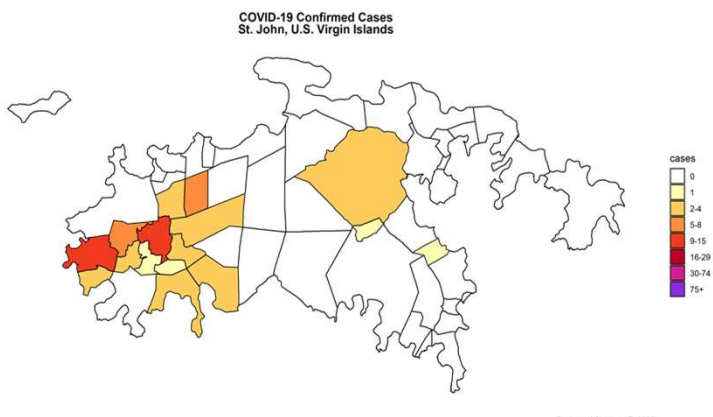 COVID-19 Confirmed Cases
St. John, U.S. Virgin Islands
cases
0
1
2-4
5-8
9-15
16-29
30-74
75+